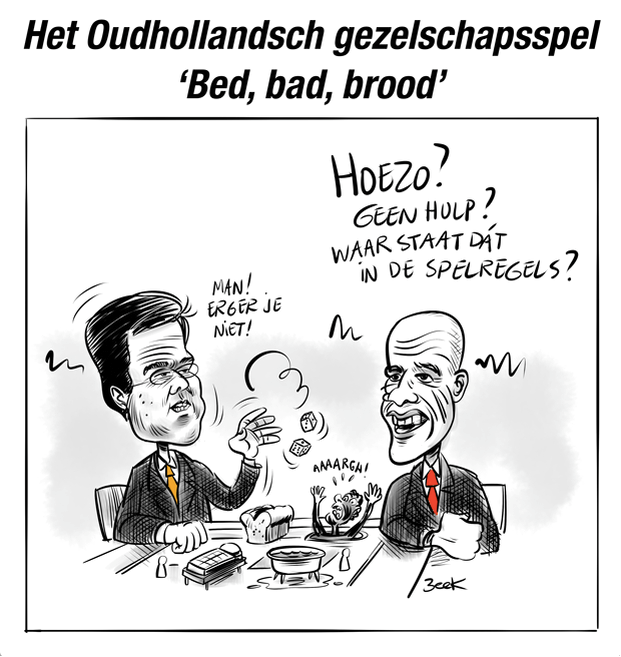 Het Oudhollandsch gezelschapsspel
‘Bed, bad, brood’
HOEZO?
GEEN HULP?
WAAR STAAT DÁT
IN DE SPELREGELS?
MAN!
ERGER JE
NIET!
AAAARGH!
Beek